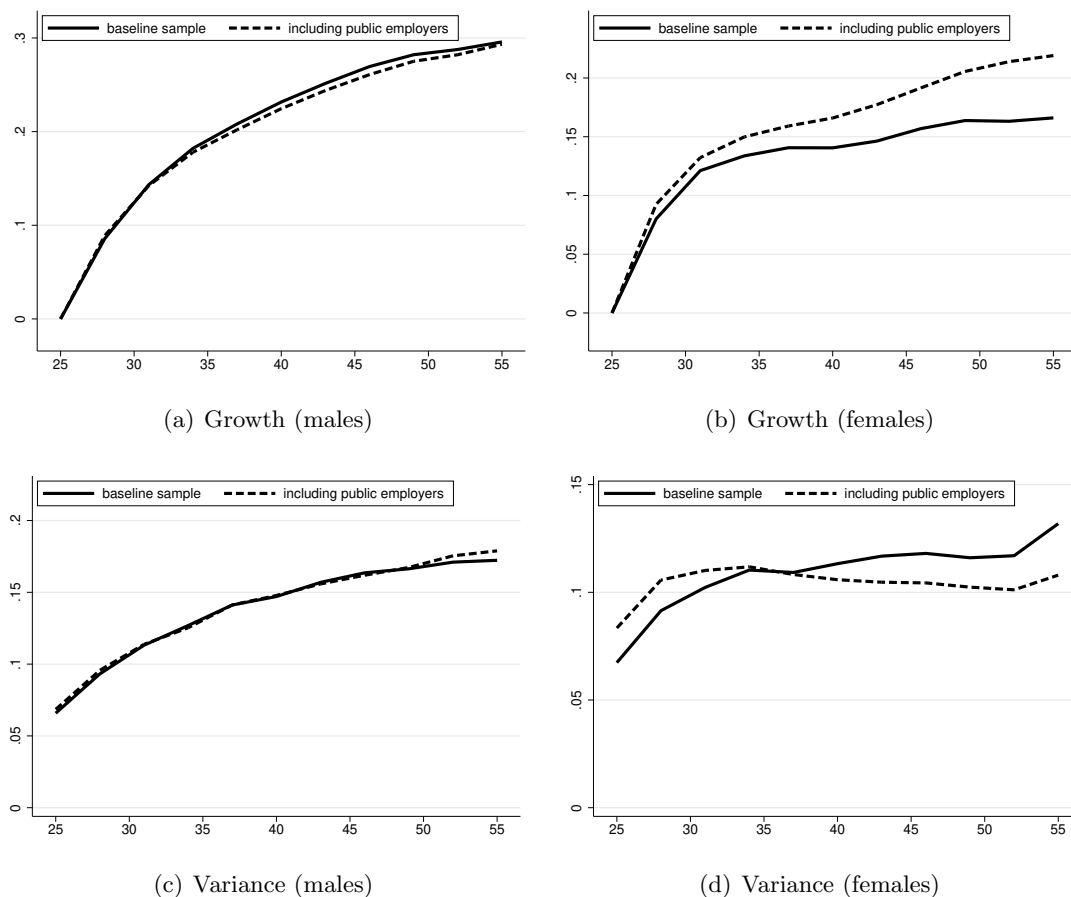 baseline sample including public employers
.3
.2
.1
0
25 30 35 40 45 50 55
(a) Growth (males)
baseline sample including public employers
.2
.15
.1
.05
0
25 30 35 40 45 50 55
(b) Growth (females)
baseline sample including public employers
.2
.15
.1
.05
0
25 30 35 40 45 50 55
(c) Variance (males)
baseline sample including public employers
.15
.1
.05
0
25 30 35 40 45 50 55
(d) Variance (females)